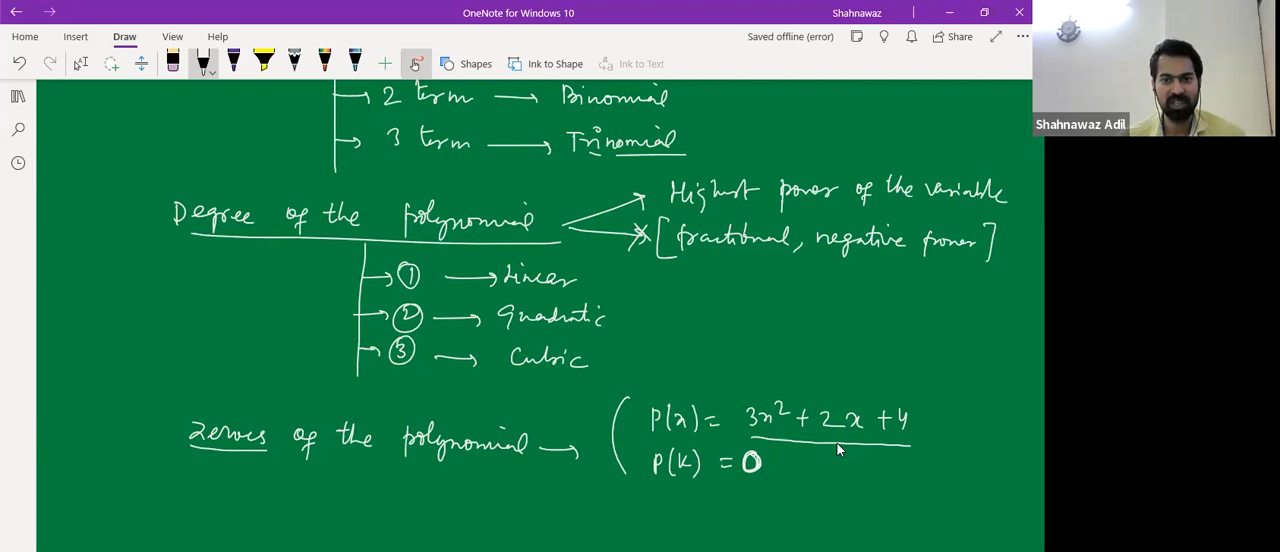 OneNote for Windows 10
Shahnawaz
Home Insert Draw View Help
Saved offline (error)
Share
Shapes
Ink to Shape
Ink to Text
Shahnawaz Adil
2 term → Binomial
3 term → Trinomial
Degree of the polynomial
Highest power of the variable
[fractional, negative power]
1 → Linear
2 → Quadratic
3 → Cubic
Zeroes of the polynomial → ( P(x) = 3x² + 2x + 4
P(k) = 0